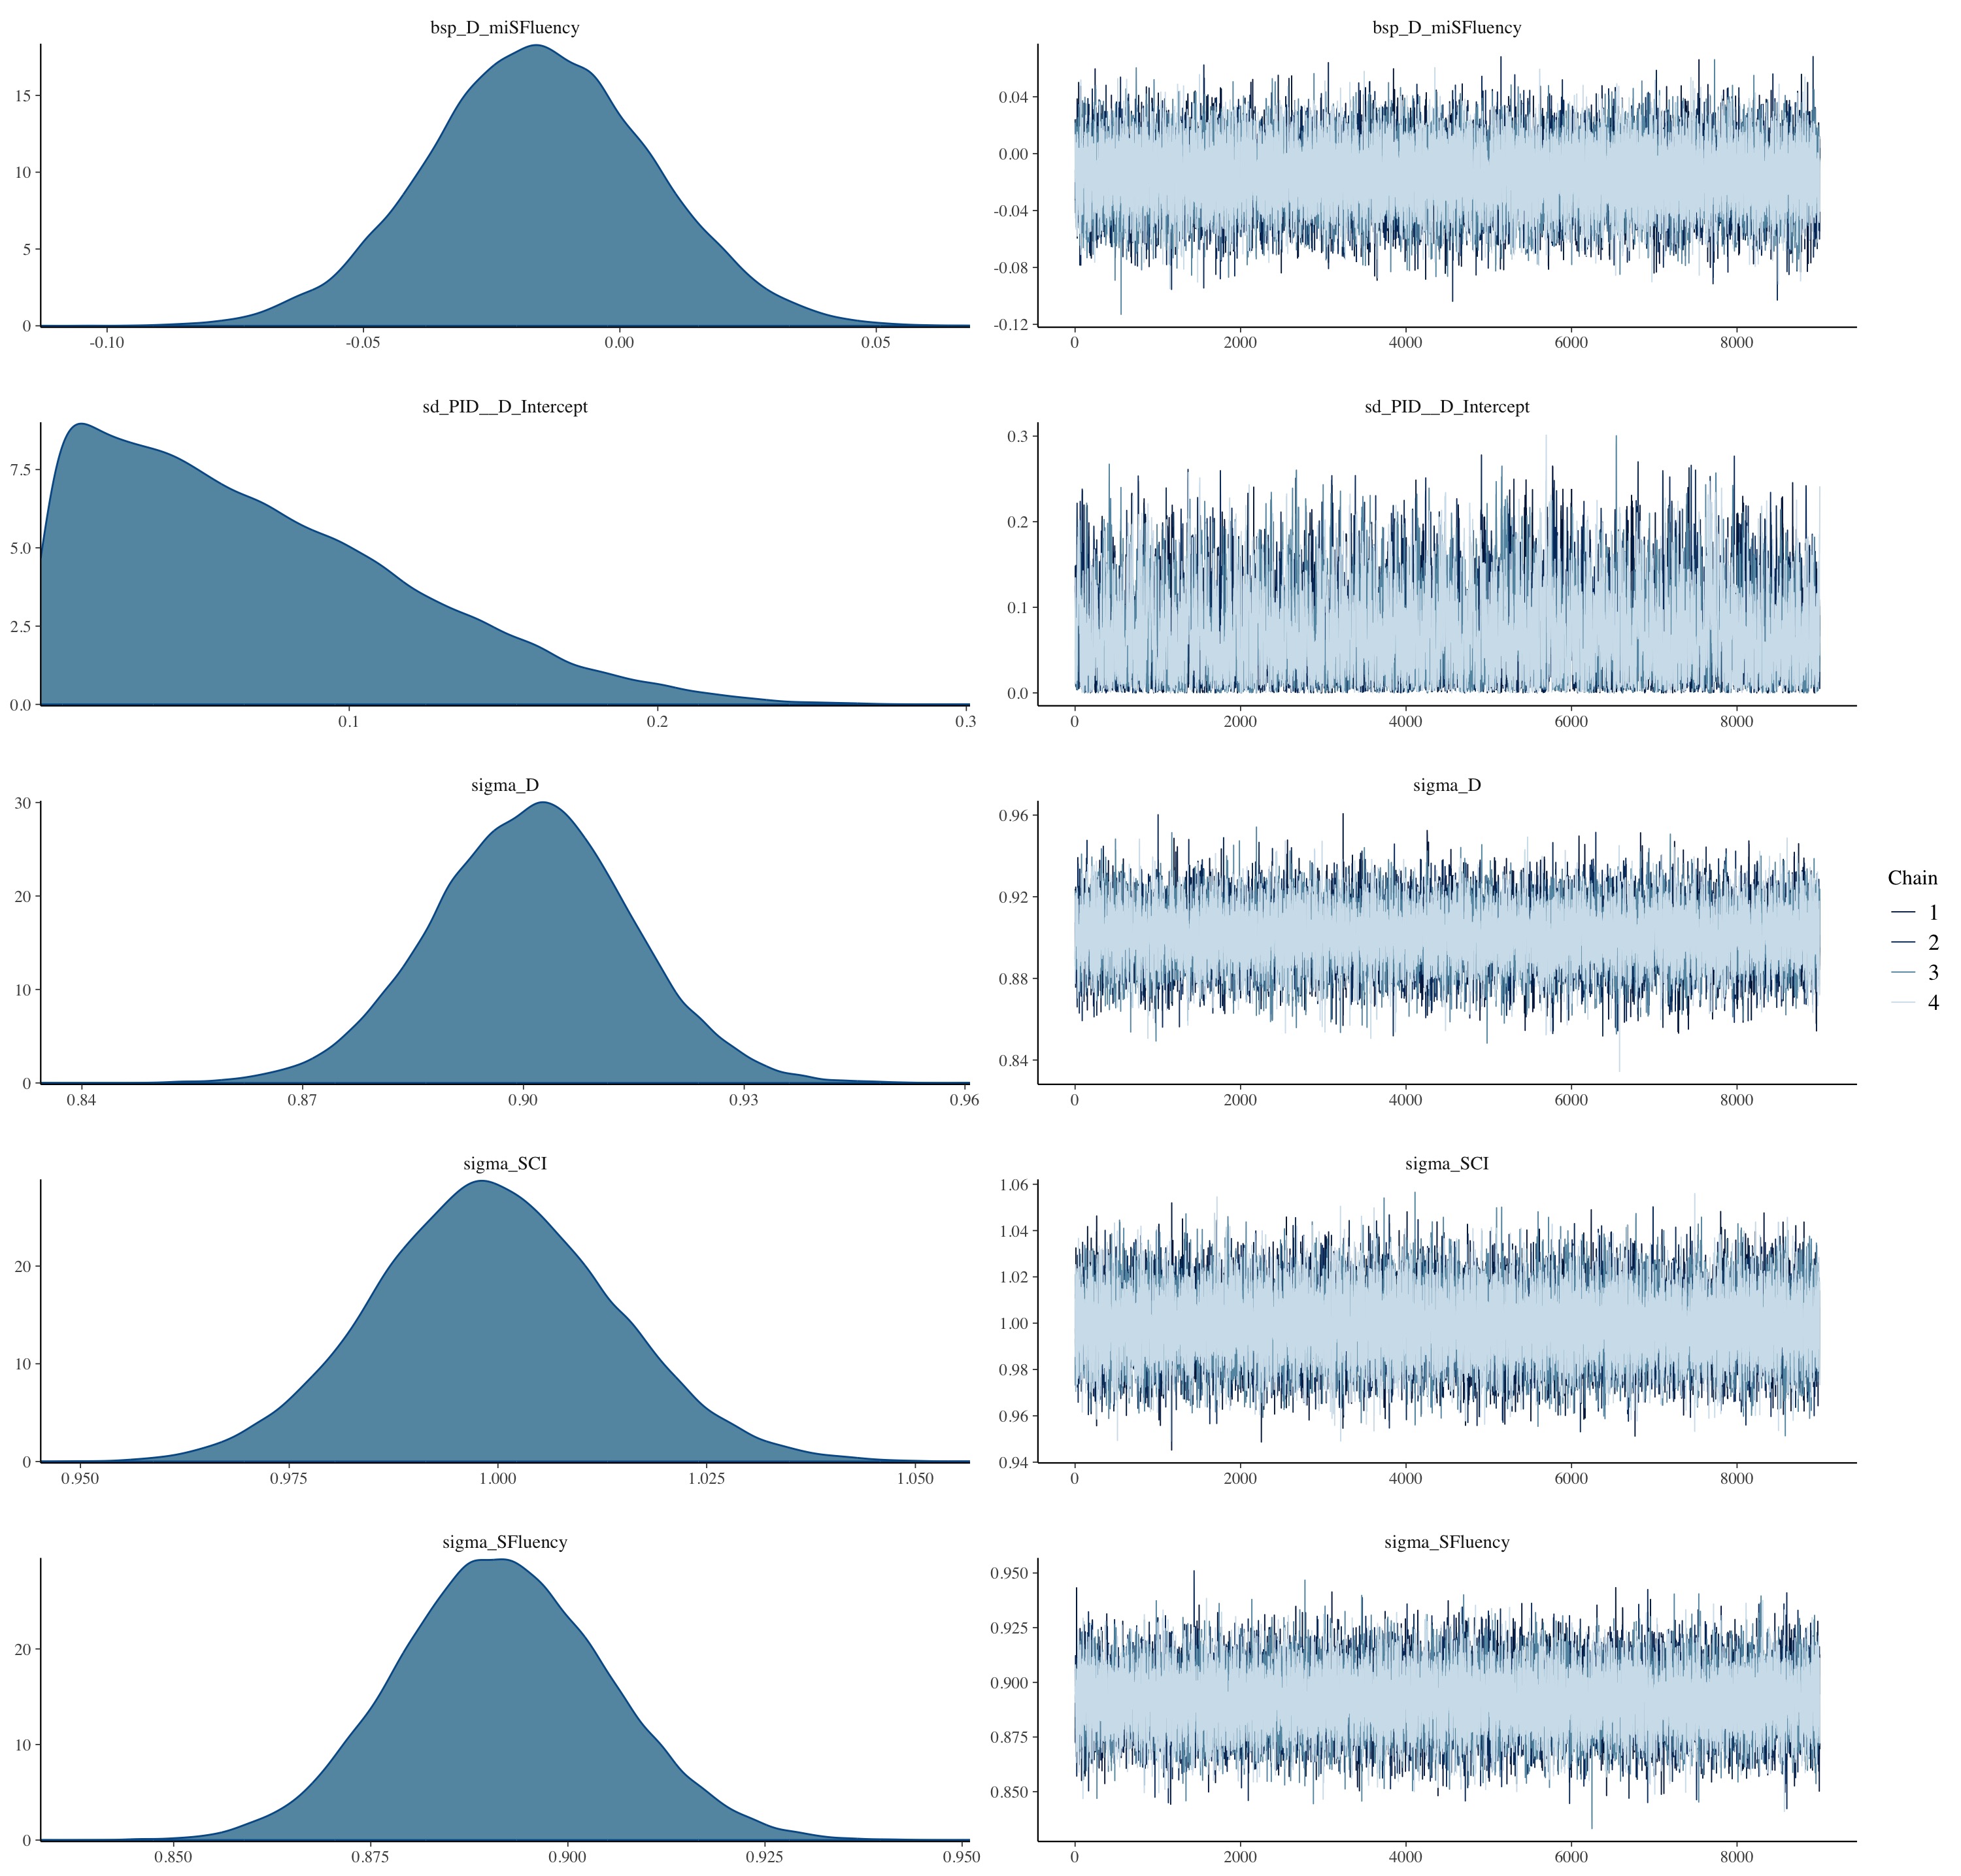 bsp_D_miSFluency
15
10
5
0
-0.10 -0.05 0.00 0.05
bsp_D_miSFluency
0.04
0.00
-0.04
-0.08
-0.12
0 2000 4000 6000 8000
sd_PID__D_Intercept
7.5
5.0
2.5
0.0
0.1 0.2 0.3
sd_PID__D_Intercept
0.3
0.2
0.1
0.0
0 2000 4000 6000 8000
sigma_D
30
20
10
0
0.84 0.87 0.90 0.93 0.96
sigma_D
0.96
0.92
0.88
0.84
0 2000 4000 6000 8000
Chain
1
2
3
4
sigma_SCI
20
10
0
0.950 0.975 1.000 1.025 1.050
sigma_SCI
1.06
1.04
1.02
1.00
0.98
0.96
0.94
0 2000 4000 6000 8000
sigma_SFluency
20
10
0
0.850 0.875 0.900 0.925 0.950
sigma_SFluency
0.950
0.925
0.900
0.875
0.850
0 2000 4000 6000 8000